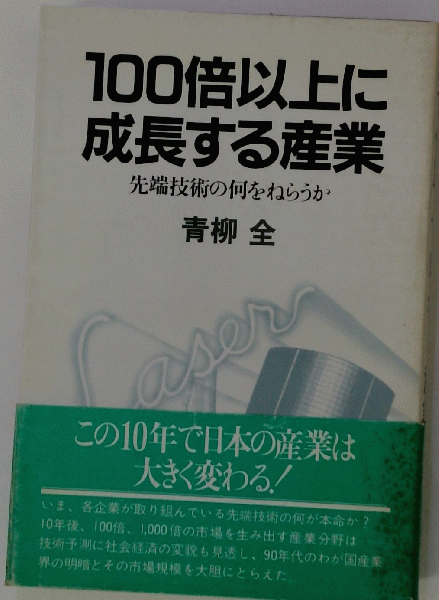 100倍以上に
成長する産業
先端技術の何をねらうか
青柳 全
Laser
この10年で日本の産業は
大きく変わる!
いま、各企業が取り組んでいる先端技術の何が本命か?
10年後、100倍、1,000倍の市場を生み出す産業分野は
技術予測に社会経済の変貌も見透し、90年代のわが国産業
界の明暗とその市場規模を大胆にとらえた。